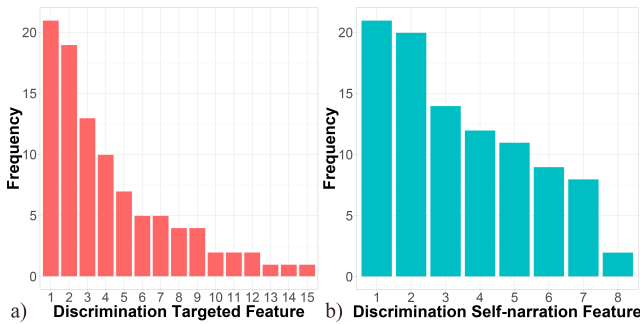 20
15
10
5
0
Frequency
1 2 3 4 5 6 7 8 9 10 11 12 13 14 15
Discrimination Targeted Feature
a)
20
15
10
5
0
Frequency
1 2 3 4 5 6 7 8
Discrimination Self-narration Feature
b)